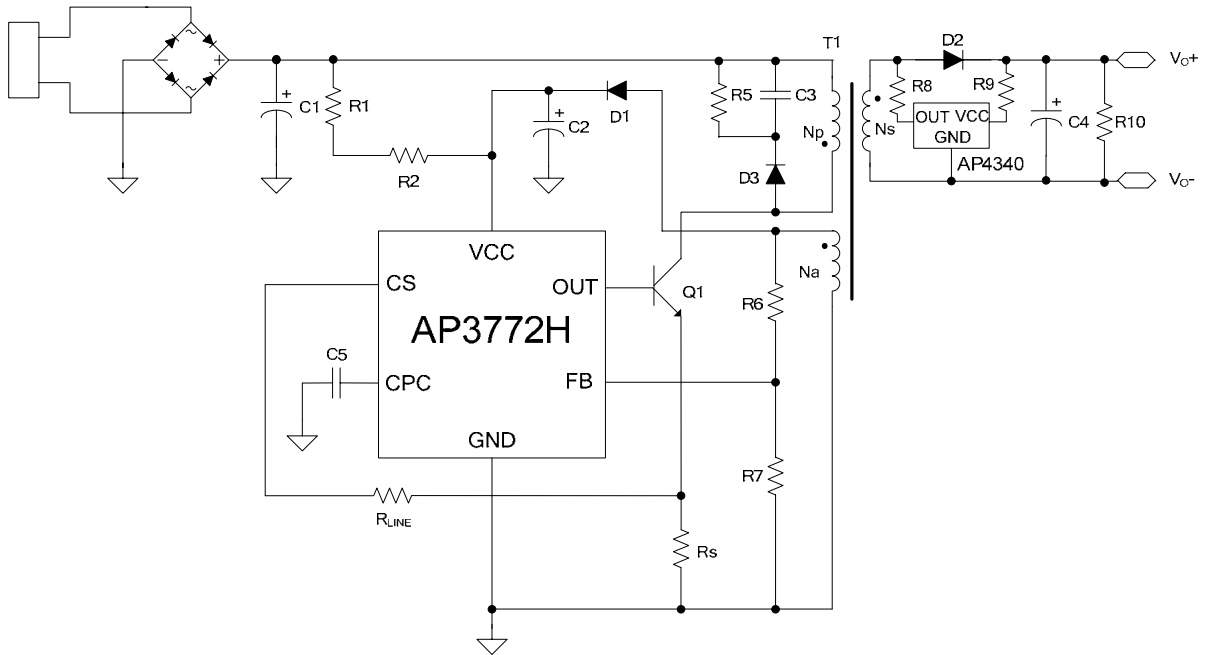 T1
D2
VO+
~
-
+
~
+
C1
R1
+
C2
D1
R5
C3
Np
Ns
R8
R9
OUT VCC
GND
AP4340
+
C4
R10
VO-
R2
D3
VCC
CS
OUT
Q1
Na
R6
AP3772H
C5
CPC
FB
GND
R7
RLINE
Rs